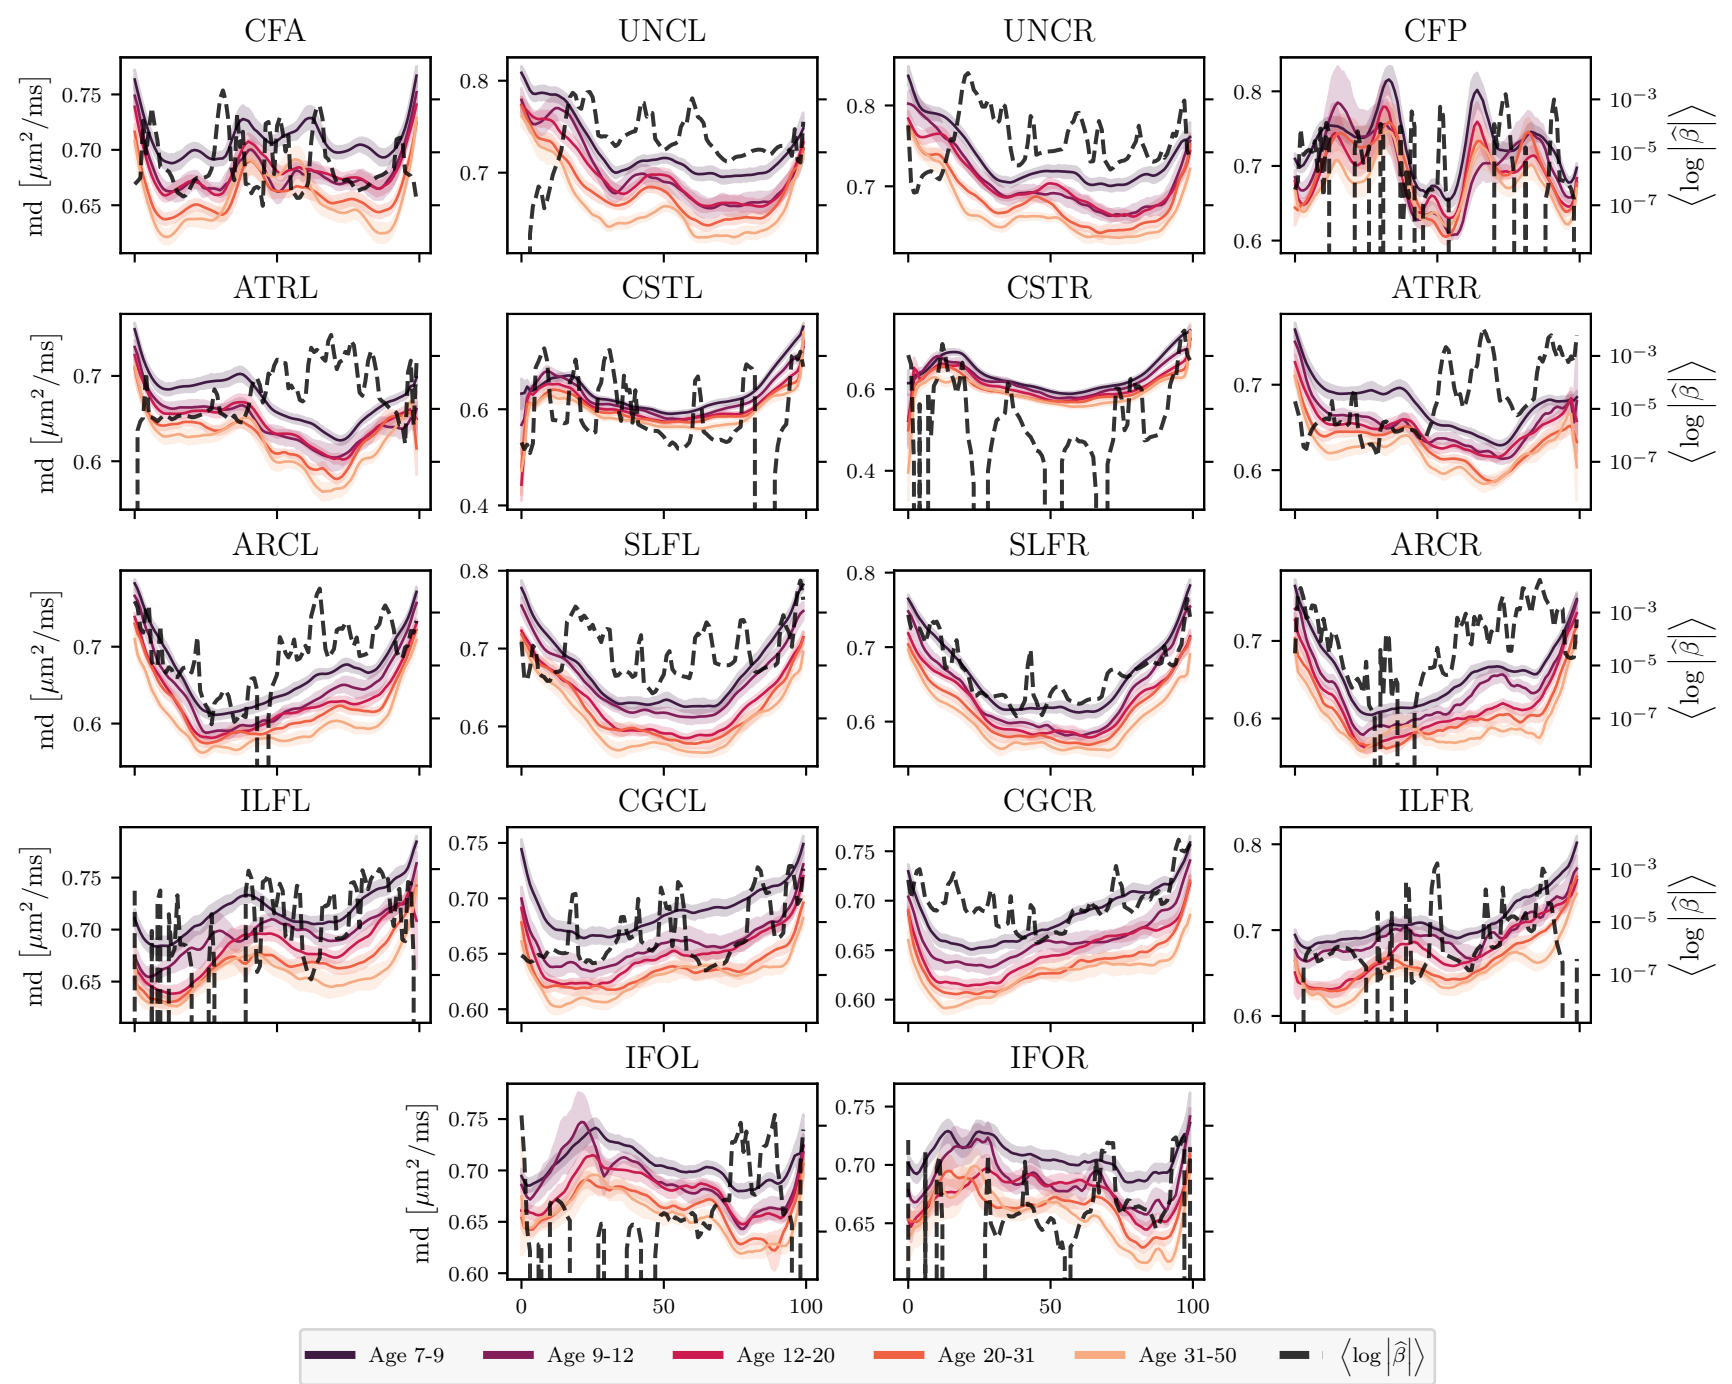 CFA UNCL UNCR CFP
0.75 0.70 0.65 md [μm²/ms]
0.8 0.7
0.8 0.7
0.8 0.7 0.6
10⁻³ 10⁻⁵ 10⁻⁷ ⟨log |β̂|⟩
ATRL CSTL CSTR ATRR
0.7 0.6 md [μm²/ms]
0.6 0.4
0.6 0.4
0.7 0.6
10⁻³ 10⁻⁵ 10⁻⁷ ⟨log |β̂|⟩
ARCL SLFL SLFR ARCR
0.7 0.6 md [μm²/ms]
0.8 0.7 0.6
0.8 0.7 0.6
0.7 0.6
10⁻³ 10⁻⁵ 10⁻⁷ ⟨log |β̂|⟩
ILFL CGCL CGCR ILFR
0.75 0.70 0.65 md [μm²/ms]
0.75 0.70 0.65 0.60
0.75 0.70 0.65 0.60
0.8 0.7 0.6
10⁻³ 10⁻⁵ 10⁻⁷ ⟨log |β̂|⟩
IFOL IFOR
0.75 0.70 0.65 0.60 md [μm²/ms]
0.75 0.70 0.65
0 50 100 0 50 100
Age 7-9 Age 9-12 Age 12-20 Age 20-31 Age 31-50 ⟨log |β̂|⟩